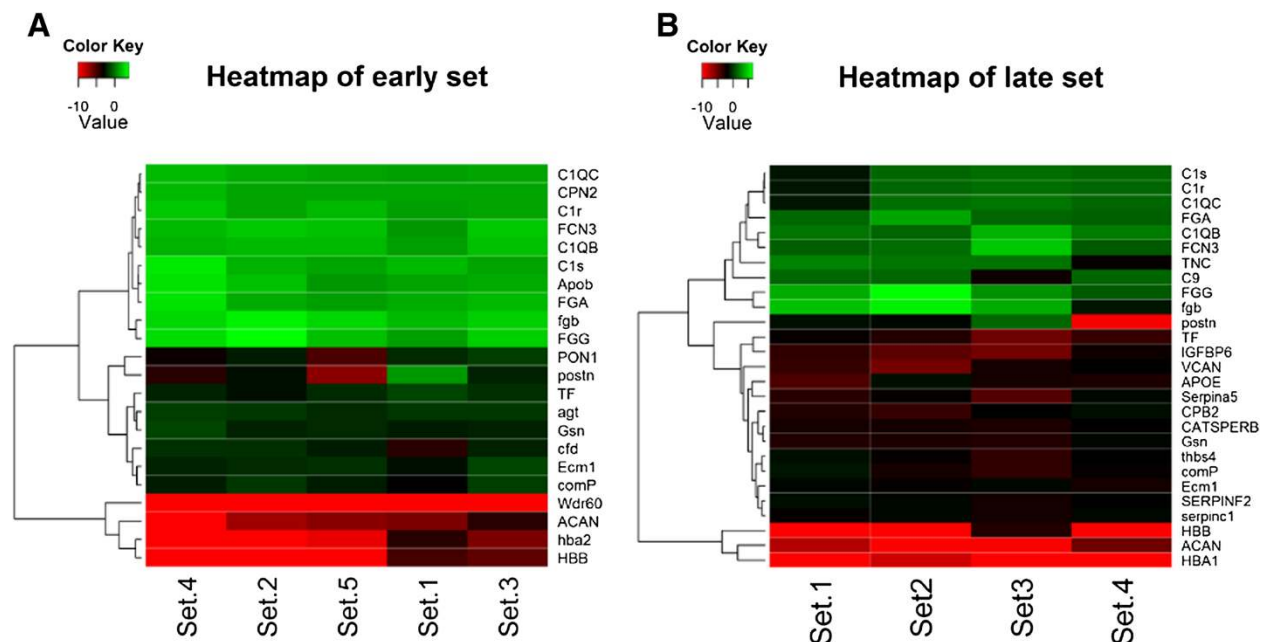 A
Color Key
-10 0
Value
Heatmap of early set
C1QC
CPN2
C1r
FCN3
C1QB
C1s
Apob
FGA
fgb
FGG
PON1
postn
TF
agt
Gsn
cfd
Ecm1
comP
Wdr60
ACAN
hba2
HBB
Set.4
Set.2
Set.5
Set.1
Set.3
B
Color Key
-10 0
Value
Heatmap of late set
C1s
C1r
C1QC
FGA
C1QB
FCN3
TNC
C9
FGG
fgb
postn
TF
IGFBP6
VCAN
APOE
Serpina5
CPB2
CATSPERB
Gsn
thbs4
comP
Ecm1
SERPINF2
serpinc1
HBB
ACAN
HBA1
Set.1
Set2
Set3
Set.4